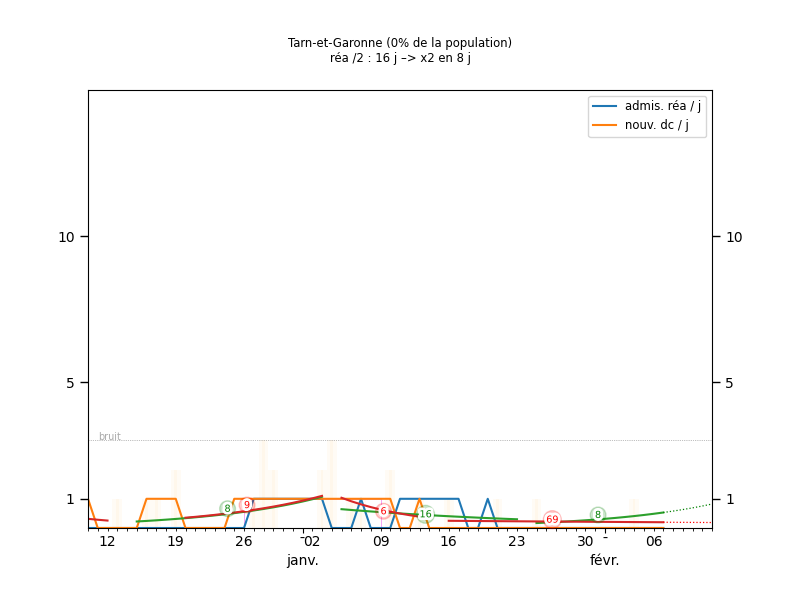 Tarn-et-Garonne (0% de la population)
réa /2 : 16 j –> x2 en 8 j
admis. réa / j
nouv. dc / j
10 10
5 5
bruit
1 1
8 9 6 16 69 8
12 19 26 02 09 16 23 30 06
janv. févr.